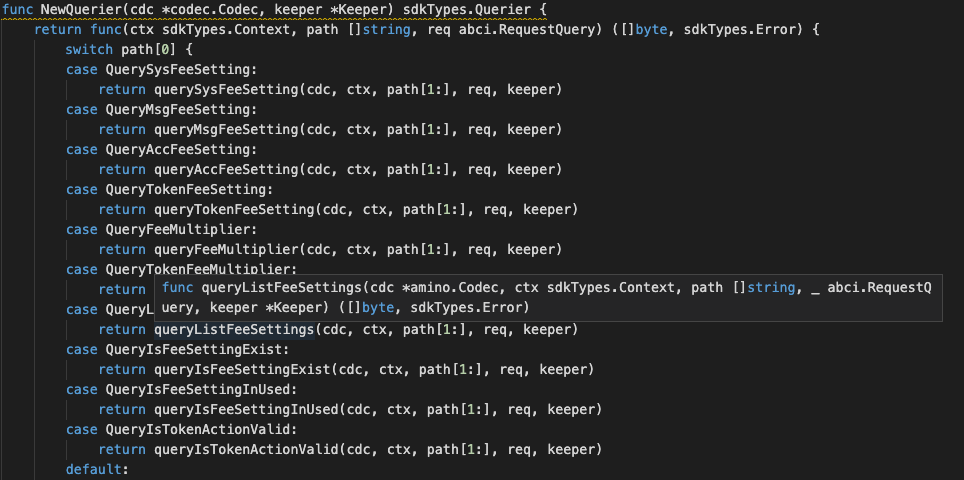 func NewQuerier(cdc *codec.Codec, keeper *Keeper) sdkTypes.Querier {
return func(ctx sdkTypes.Context, path []string, req abci.RequestQuery) ([]byte, sdkTypes.Error) {
switch path[0] {
case QuerySysFeeSetting:
return querySysFeeSetting(cdc, ctx, path[1:], req, keeper)
case QueryMsgFeeSetting:
return queryMsgFeeSetting(cdc, ctx, path[1:], req, keeper)
case QueryAccFeeSetting:
return queryAccFeeSetting(cdc, ctx, path[1:], req, keeper)
case QueryTokenFeeSetting:
return queryTokenFeeSetting(cdc, ctx, path[1:], req, keeper)
case QueryFeeMultiplier:
return queryFeeMultiplier(cdc, ctx, path[1:], req, keeper)
case QueryTokenFeeMultiplier:
return
func queryListFeeSettings(cdc *amino.Codec, ctx sdkTypes.Context, path []string, _ abci.RequestQ
uery, keeper *Keeper) ([]byte, sdkTypes.Error)
case QueryL
return queryListFeeSettings(cdc, ctx, path[1:], req, keeper)
case QueryIsFeeSettingExist:
return queryIsFeeSettingExist(cdc, ctx, path[1:], req, keeper)
case QueryIsFeeSettingInUsed:
return queryIsFeeSettingInUsed(cdc, ctx, path[1:], req, keeper)
case QueryIsTokenActionValid:
return queryIsTokenActionValid(cdc, ctx, path[1:], req, keeper)
default: